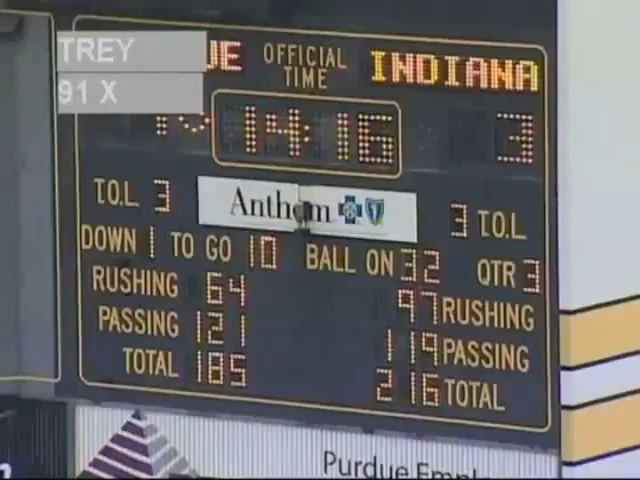 TREY
91 X
UE OFFICIAL TIME INDIANA
14:16 3
T.O.L 3 Anthem 3 T.O.L
DOWN 1 TO GO 10 BALL ON 32 QTR 3
RUSHING 64 97 RUSHING
PASSING 121 119 PASSING
TOTAL 185 216 TOTAL
Purdue Emplo